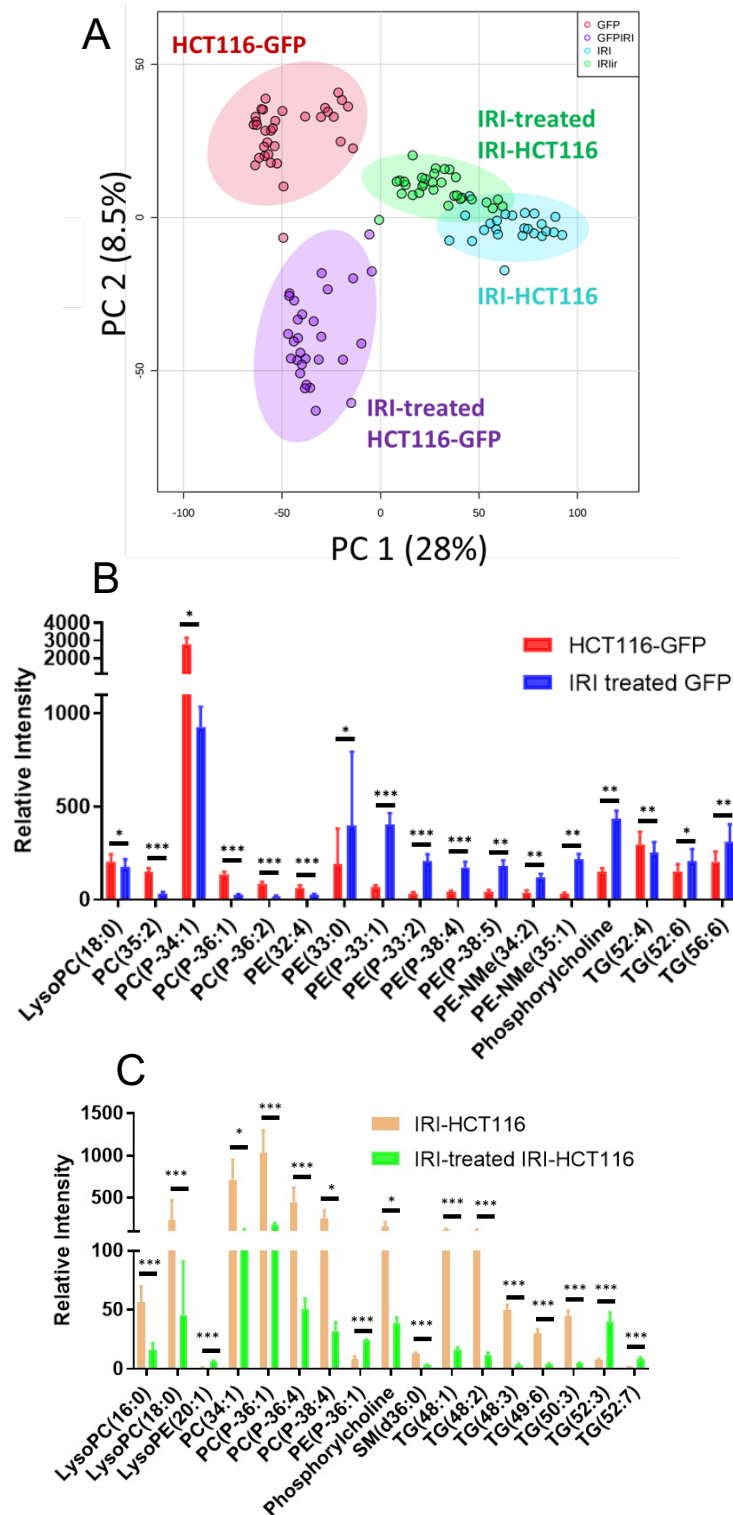 A
HCT116-GFP
GFP
GFPIRI
IRI
IRIir
IRI-treated
IRI-HCT116
IRI-HCT116
IRI-treated
HCT116-GFP
PC 2 (8.5%)
50
0
-50
-100
-50
0
50
100
PC 1 (28%)
B
Relative Intensity
4000
3000
2000
1000
500
0
HCT116-GFP
IRI treated GFP
*
***
*
***
***
***
*
***
***
***
**
**
**
**
**
*
**
LysoPC(18:0)
PC(35:2)
PC(P-34:1)
PC(P-36:1)
PC(P-36:2)
PE(32:4)
PE(33:0)
PE(P-33:1)
PE(P-33:2)
PE(P-38:4)
PE(P-38:5)
PE-NMe(34:2)
PE-NMe(35:1)
Phosphorylcholine
TG(52:4)
TG(52:6)
TG(56:6)
C
Relative Intensity
1500
1000
500
100
50
0
IRI-HCT116
IRI-treated IRI-HCT116
***
***
***
*
***
***
*
***
*
***
***
***
***
***
***
***
***
LysoPC(16:0)
LysoPC(18:0)
LysoPE(20:1)
PC(34:1)
PC(P-36:1)
PC(P-36:4)
PC(P-38:4)
PE(P-36:1)
Phosphorylcholine
SM(d36:0)
TG(48:1)
TG(48:2)
TG(48:3)
TG(49:6)
TG(50:3)
TG(52:3)
TG(52:7)